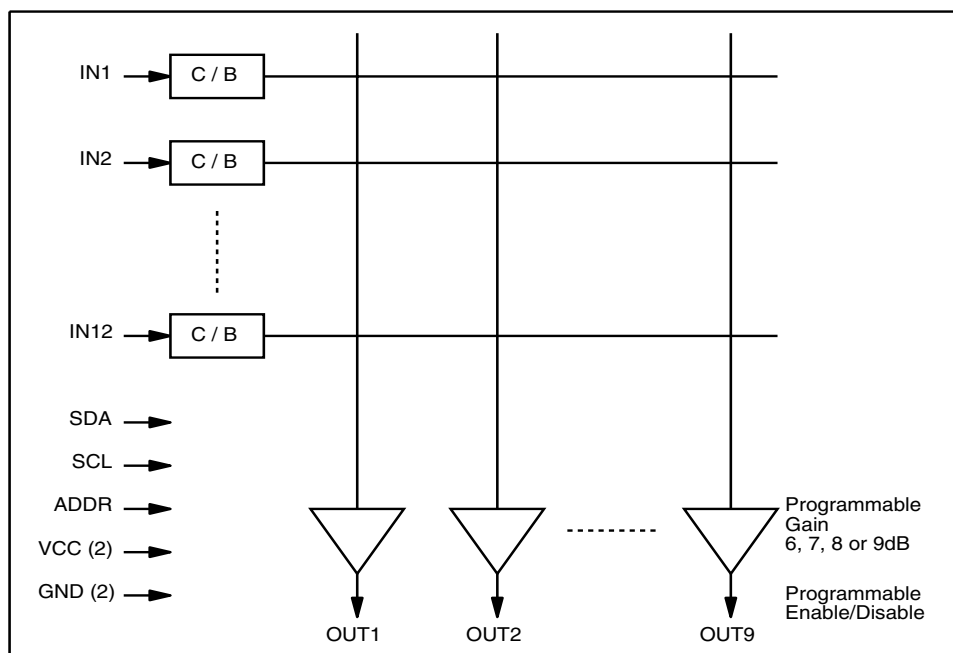 IN1
C / B
IN2
C / B
IN12
C / B
SDA
SCL
ADDR
VCC (2)
GND (2)
Programmable
Gain
6, 7, 8 or 9dB
Programmable
Enable/Disable
OUT1
OUT2
OUT9